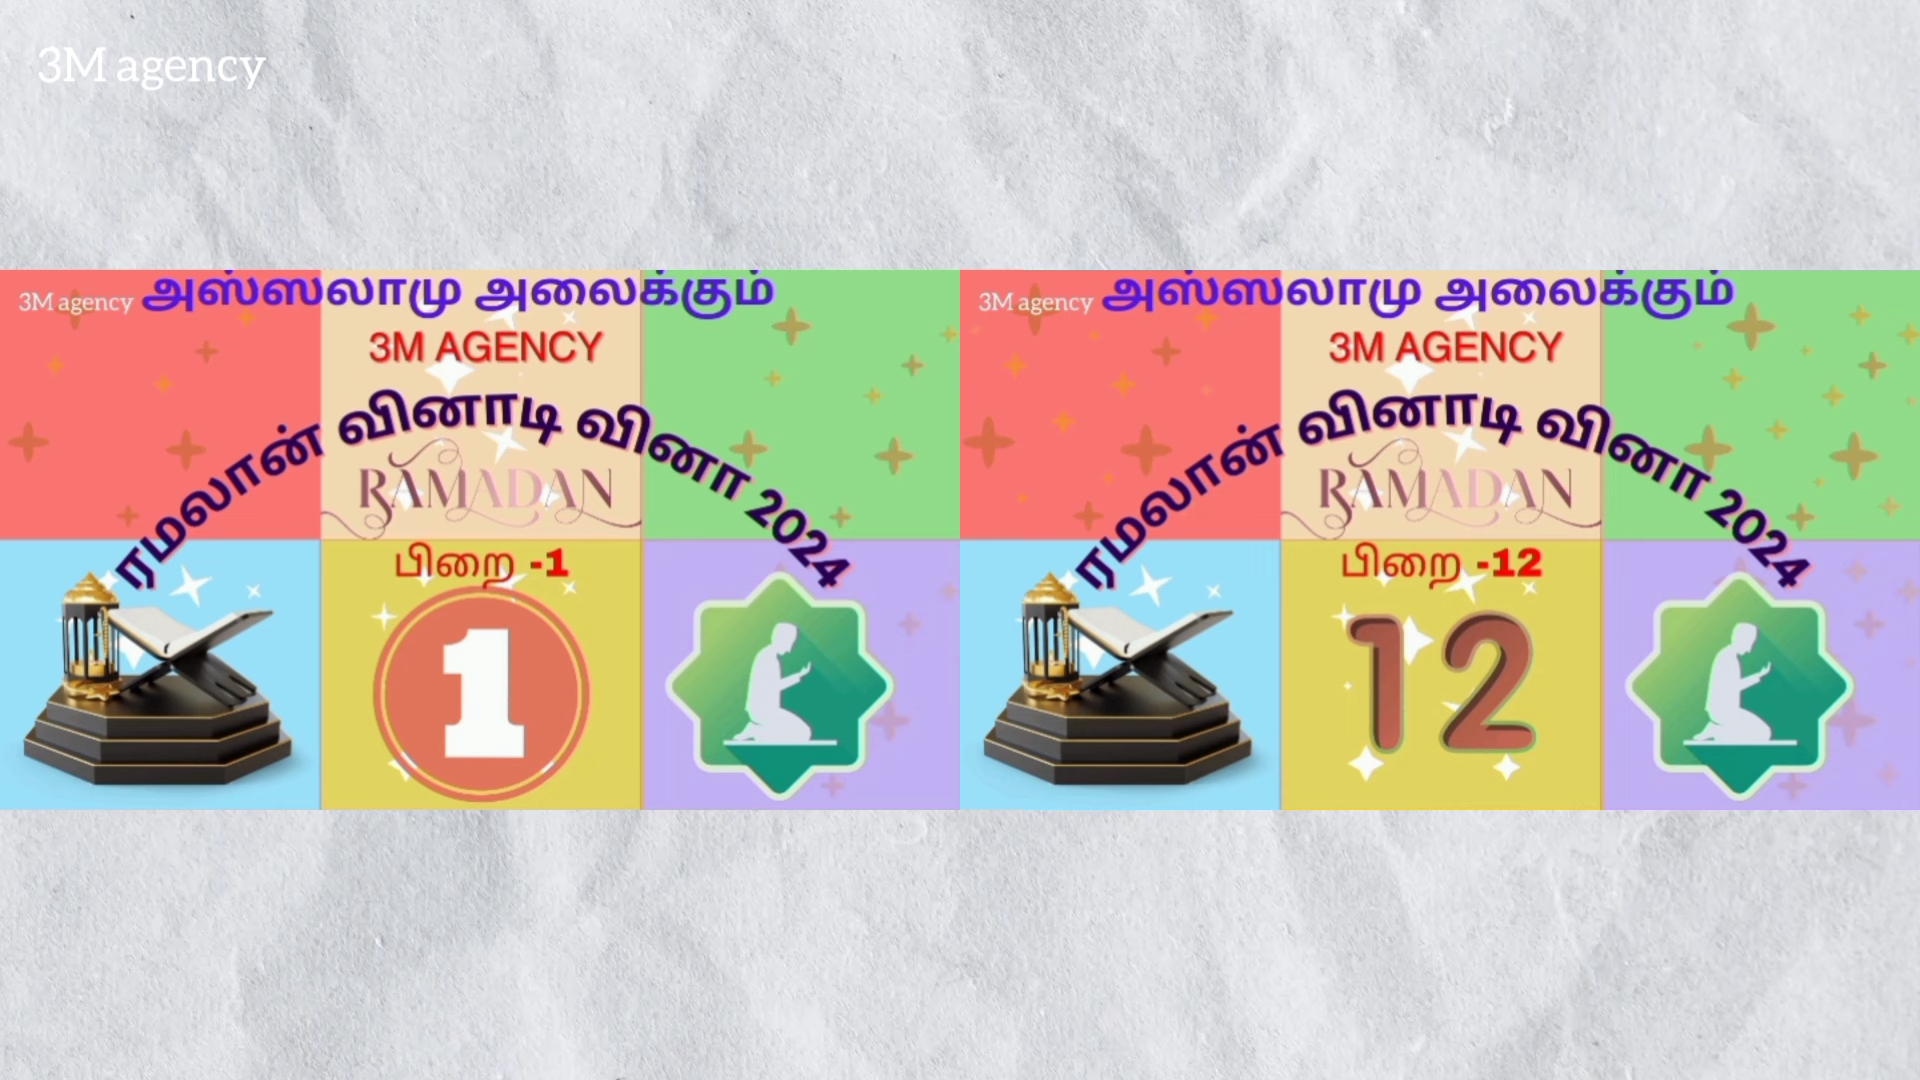 3M agency
3M agency
அஸ்ஸலாமு அலைக்கும்
3M AGENCY
ரமலான் வினாடி வினா 2024
RAMADAN
பிறை -1
1
3M agency
அஸ்ஸலாமு அலைக்கும்
3M AGENCY
ரமலான் வினாடி வினா 2024
RAMADAN
பிறை -12
12